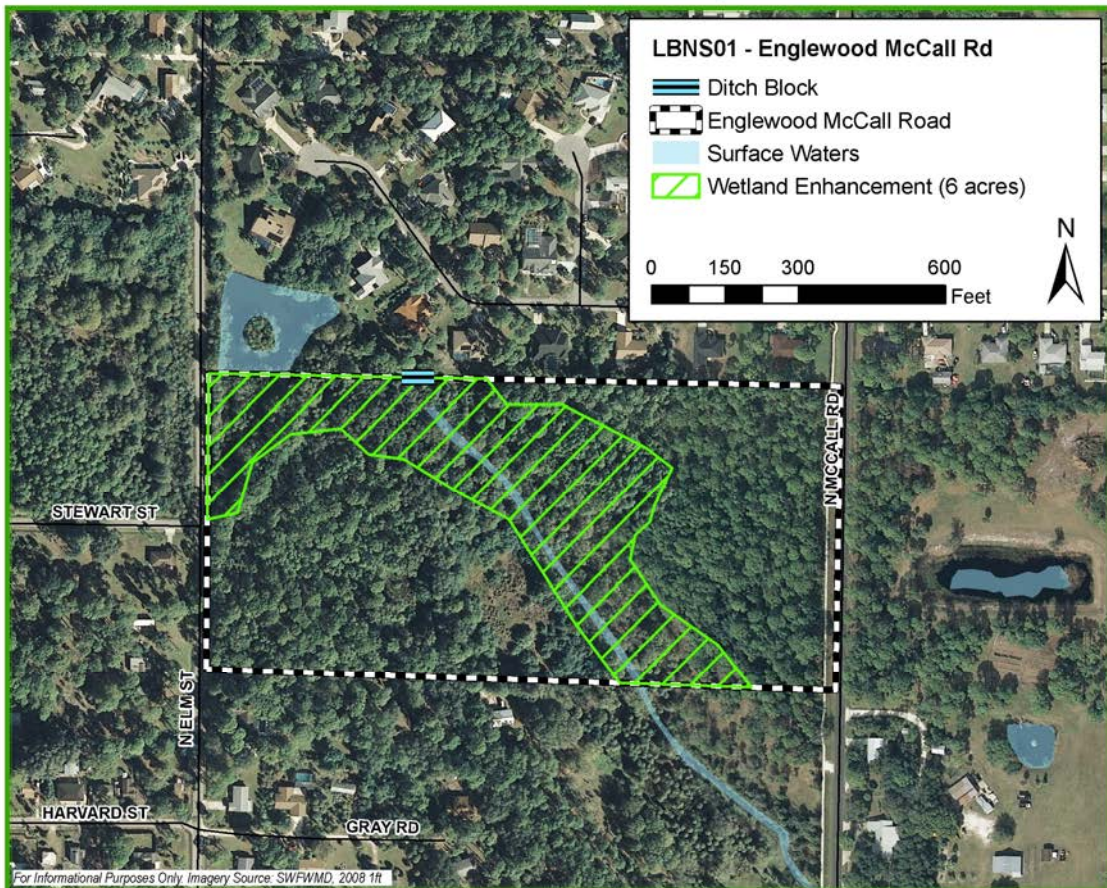 LBNS01 - Englewood McCall Rd
Ditch Block
Englewood McCall Road
Surface Waters
Wetland Enhancement (6 acres)
N
0 150 300 600
Feet
N MCCALL RD
STEWART ST
N ELM ST
HARVARD ST
GRAY RD
For Informational Purposes Only. Imagery Source: SWFWMD, 2008 1ft